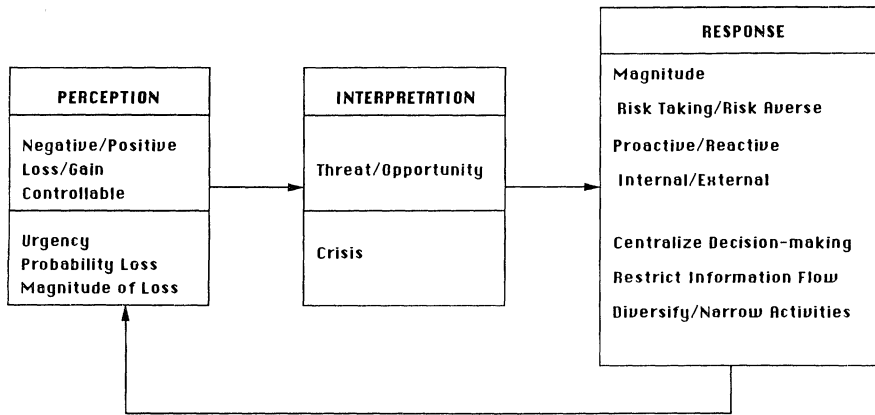 PERCEPTION
Negative/Positive
Loss/Gain
Controllable
Urgency
Probability Loss
Magnitude of Loss
INTERPRETATION
Threat/Opportunity
Crisis
RESPONSE
Magnitude
Risk Taking/Risk Averse
Proactive/Reactive
Internal/External
Centralize Decision-making
Restrict Information Flow
Diversify/Narrow Activities